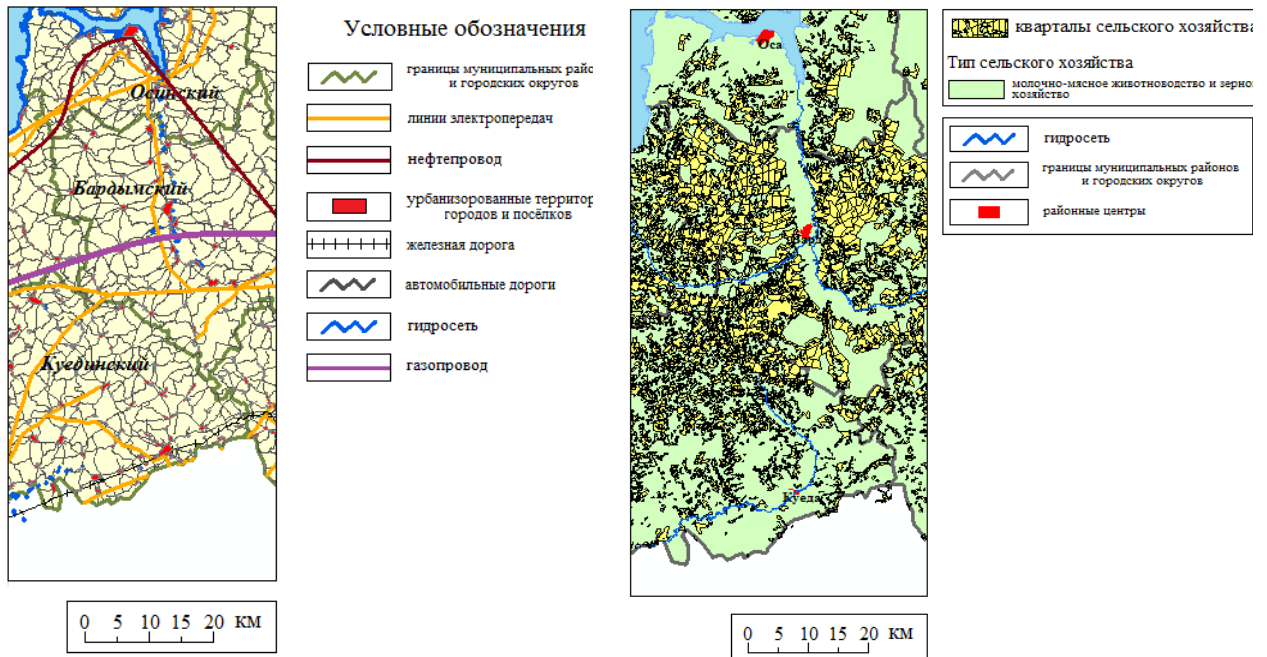 Осинский
Бардымский
Куединский
0 5 10 15 20 км
Условные обозначения
границы муниципальных райо
и городских округов
линии электропередач
нефтепровод
урбанизорованные территор
городов и посёлков
железная дорога
автомобильные дороги
гидросеть
газопровод
Оса
Куеда
0 5 10 15 20 км
кварталы сельского хозяйства
Тип сельского хозяйства
молочно-мясное животноводство и зерно
хозяйство
гидросеть
границы муниципальных районов
и городских округов
районные центры